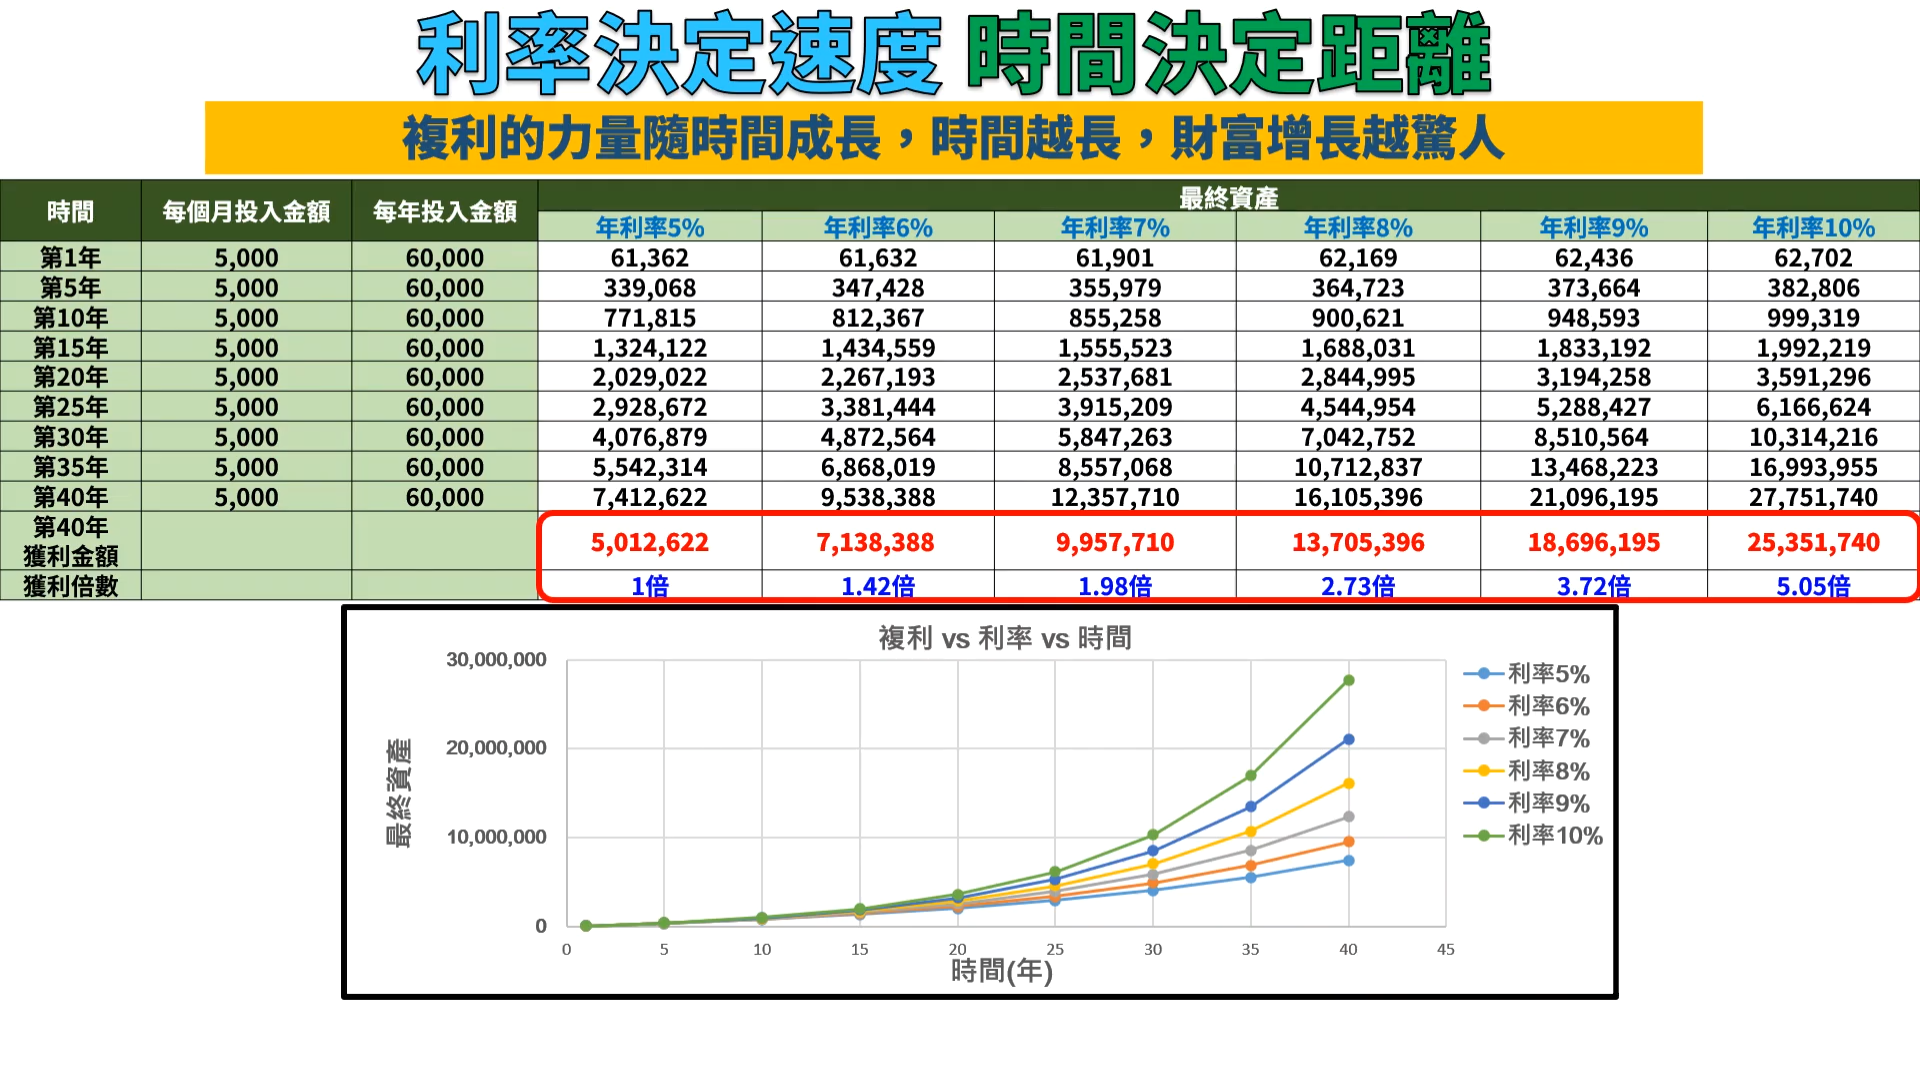 利率決定速度 時間決定距離
複利的力量隨時間成長，時間越長，財富增長越驚人
時間 每個月投入金額 每年投入金額 最終資產
年利率5% 年利率6% 年利率7% 年利率8% 年利率9% 年利率10%
第1年 5,000 60,000 61,362 61,632 61,901 62,169 62,436 62,702
第5年 5,000 60,000 339,068 347,428 355,979 364,723 373,664 382,806
第10年 5,000 60,000 771,815 812,367 855,258 900,621 948,593 999,319
第15年 5,000 60,000 1,324,122 1,434,559 1,555,523 1,688,031 1,833,192 1,992,219
第20年 5,000 60,000 2,029,022 2,267,193 2,537,681 2,844,995 3,194,258 3,591,296
第25年 5,000 60,000 2,928,672 3,381,444 3,915,209 4,544,954 5,288,427 6,166,624
第30年 5,000 60,000 4,076,879 4,872,564 5,847,263 7,042,752 8,510,564 10,314,216
第35年 5,000 60,000 5,542,314 6,868,019 8,557,068 10,712,837 13,468,223 16,993,955
第40年 5,000 60,000 7,412,622 9,538,388 12,357,710 16,105,396 21,096,195 27,751,740
第40年
獲利金額 5,012,622 7,138,388 9,957,710 13,705,396 18,696,195 25,351,740
獲利倍數 1倍 1.42倍 1.98倍 2.73倍 3.72倍 5.05倍
複利 vs 利率 vs 時間
最終資產
30,000,000
20,000,000
10,000,000
0
0 5 10 15 20 25 30 35 40 45
時間(年)
利率5%
利率6%
利率7%
利率8%
利率9%
利率10%